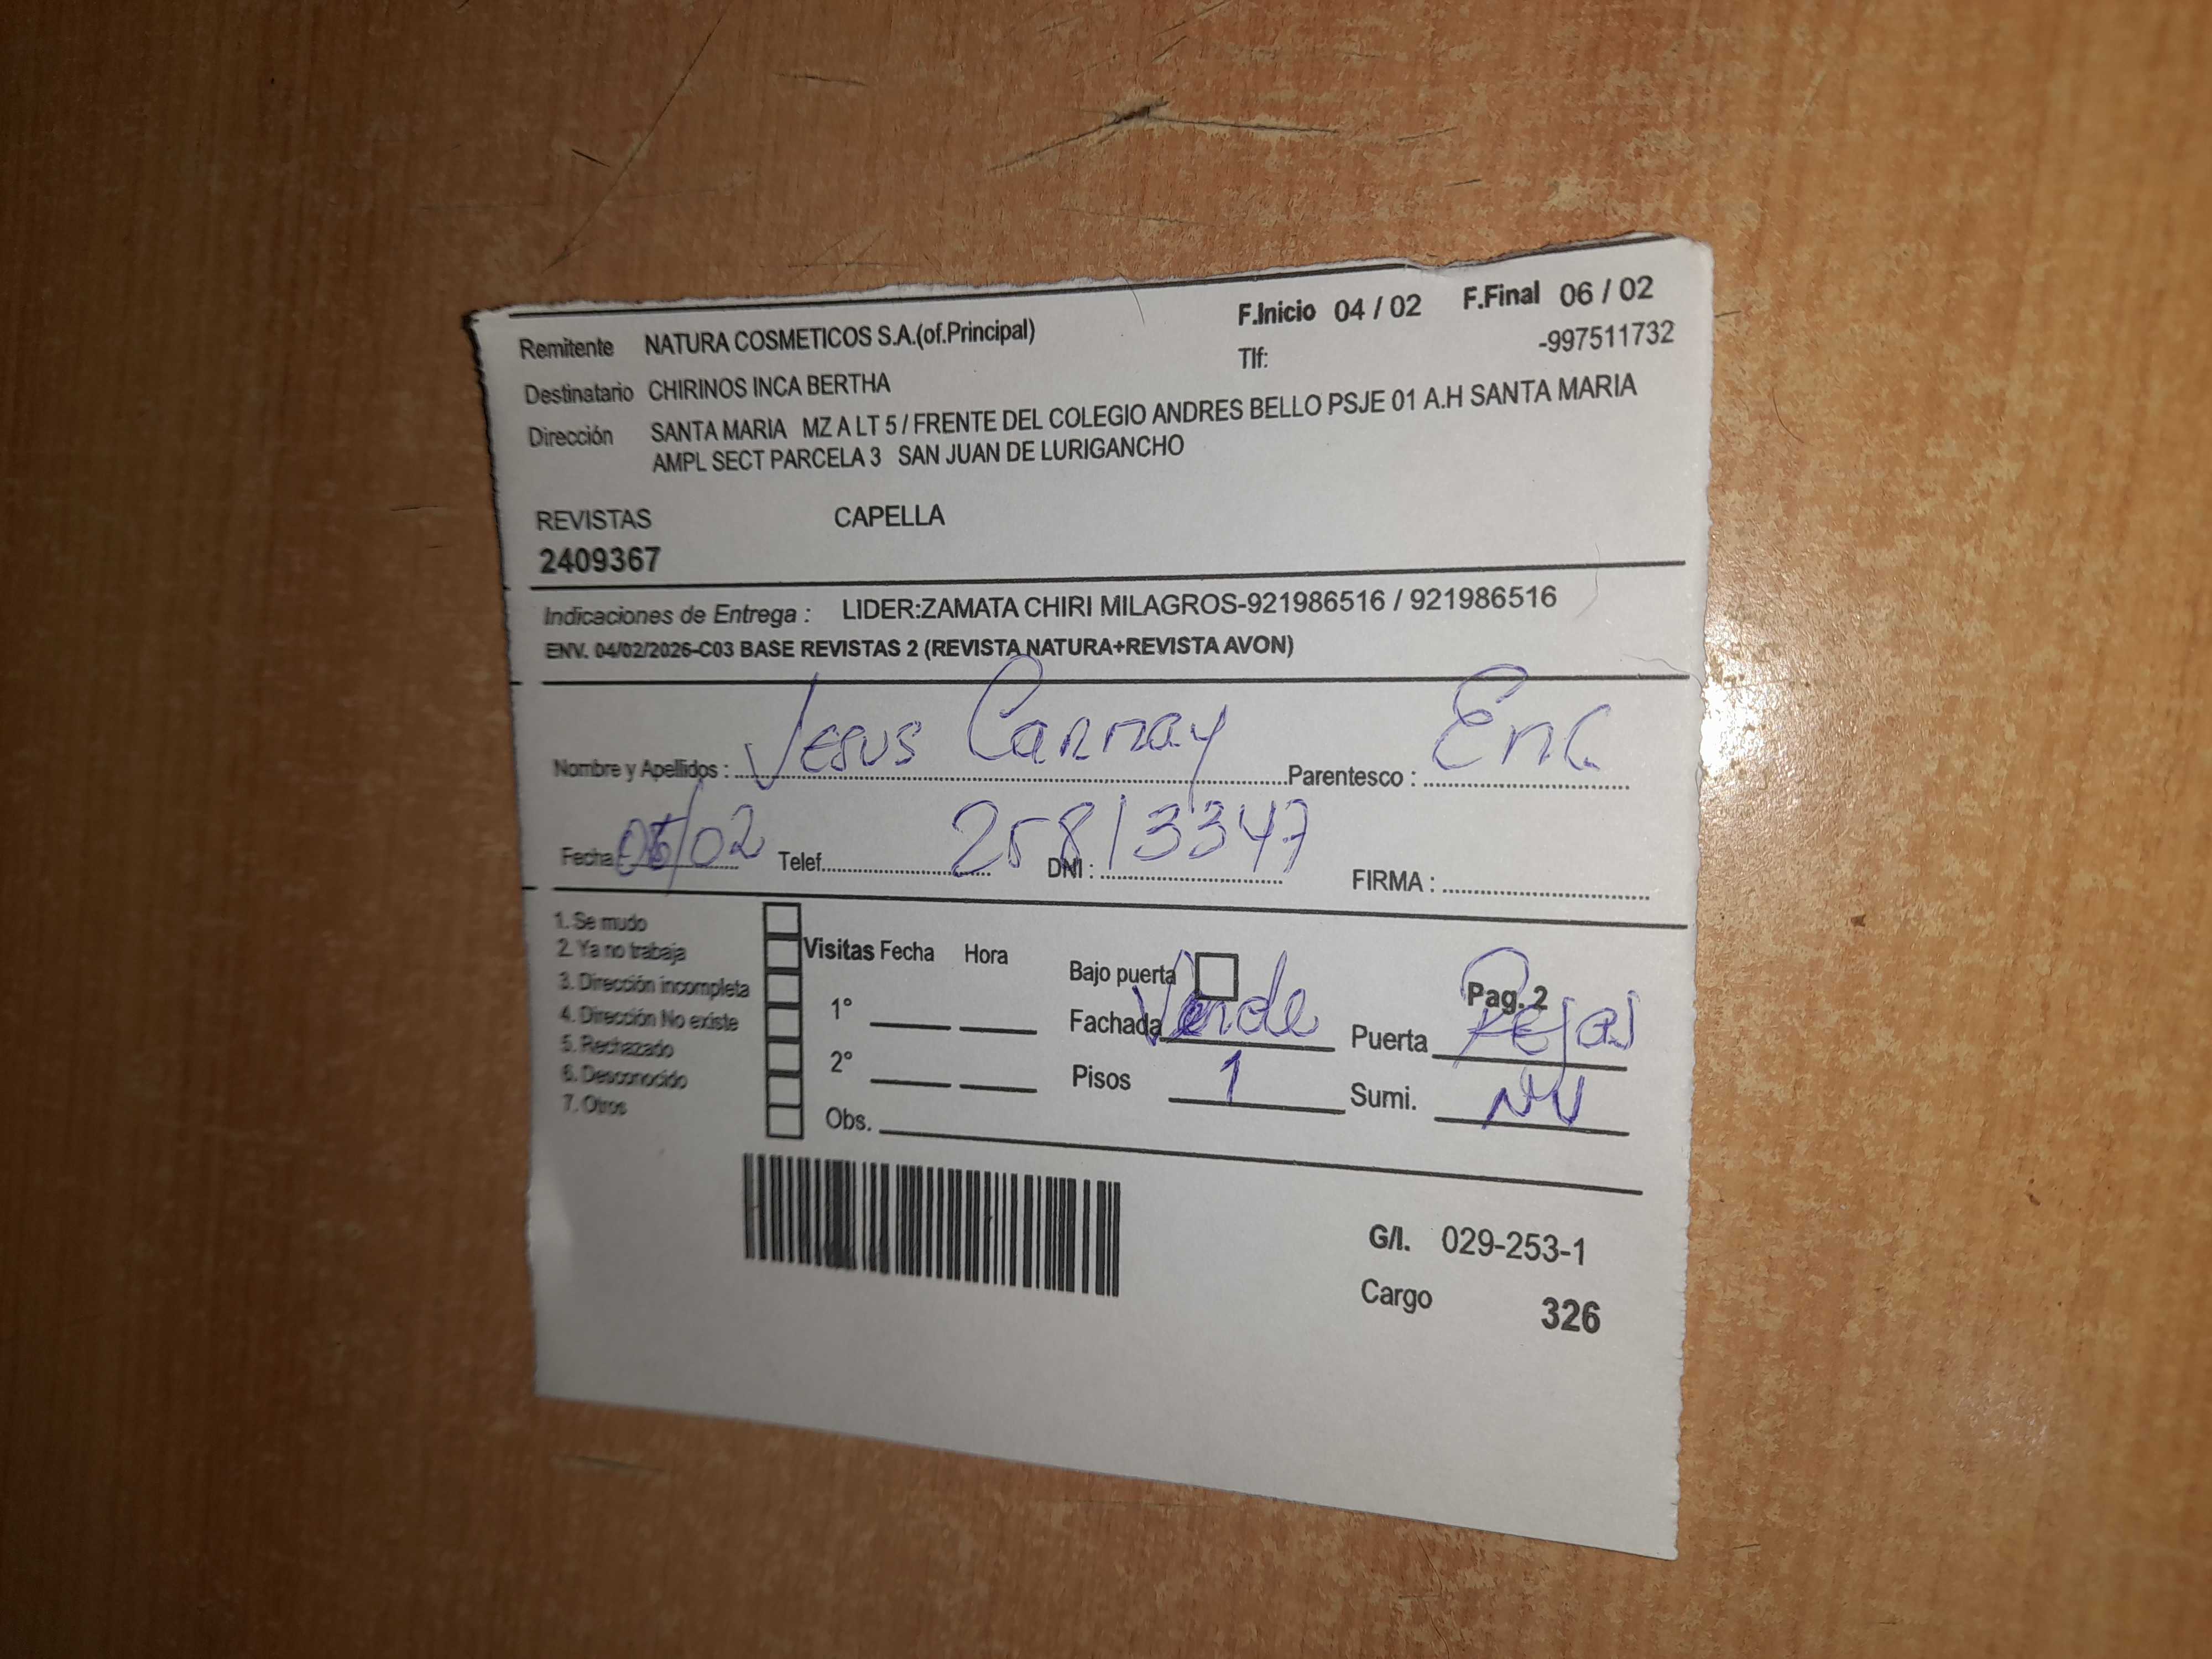 F.Inicio 04 / 02 F.Final 06 / 02
Remitente NATURA COSMETICOS S.A.(of.Principal) Tlf: -997511732
Destinatario CHIRINOS INCA BERTHA
Dirección SANTA MARIA MZ A LT 5 / FRENTE DEL COLEGIO ANDRES BELLO PSJE 01 A.H SANTA MARIA
AMPL SECT PARCELA 3 SAN JUAN DE LURIGANCHO
REVISTAS CAPELLA
2409367
Indicaciones de Entrega : LIDER:ZAMATA CHIRI MILAGROS-921986516 / 921986516
ENV. 04/02/2026-C03 BASE REVISTAS 2 (REVISTA NATURA+REVISTA AVON)
Nombre y Apellidos : Jesus Parentesco : Enc.
Fecha 05/02 Telef. DNI : 25813347 FIRMA :
1. Se mudo
2. Ya no trabaja
3. Dirección incompleta
4. Dirección No existe
5. Rechazado
6. Desconocido
7. Otros
Visitas Fecha Hora
1°
2°
Obs.
Bajo puerta Pag. 2
Fachada Verde Puerta Rejas
Pisos 1 Sumi. NV
G/I. 029-253-1
Cargo 326